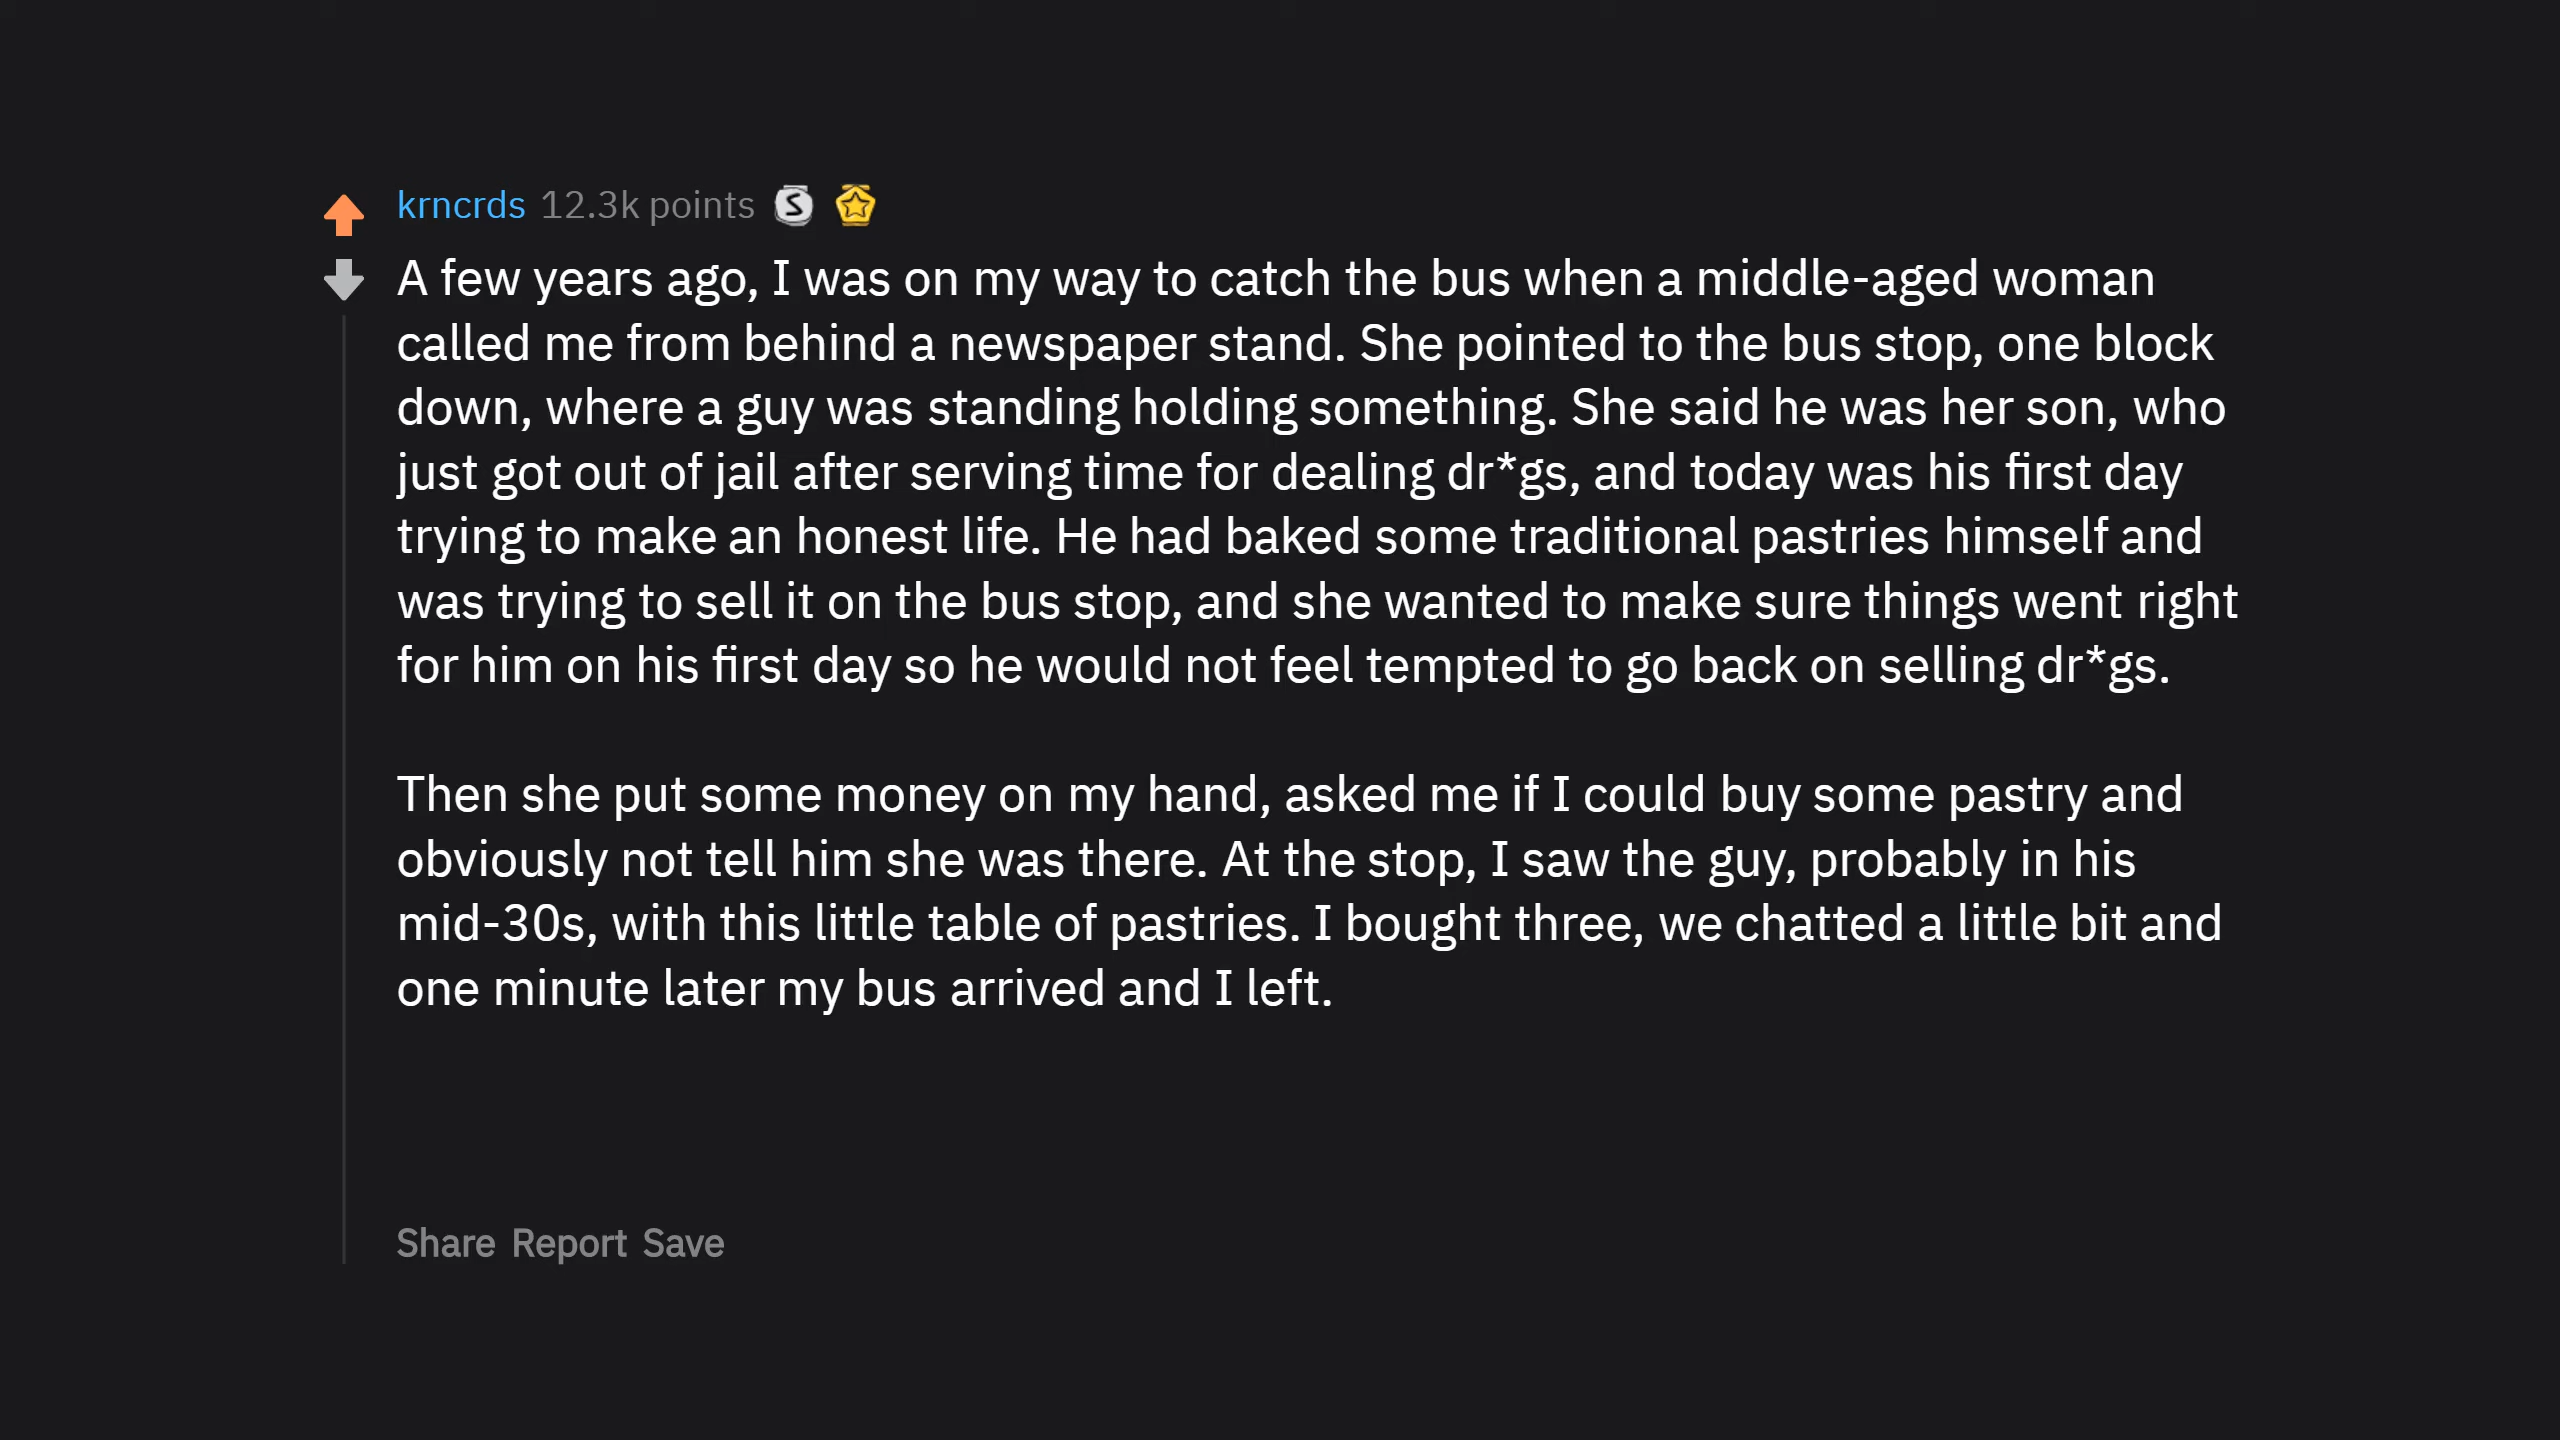 krncrds 12.3k points
A few years ago, I was on my way to catch the bus when a middle-aged woman
called me from behind a newspaper stand. She pointed to the bus stop, one block
down, where a guy was standing holding something. She said he was her son, who
just got out of jail after serving time for dealing dr*gs, and today was his first day
trying to make an honest life. He had baked some traditional pastries himself and
was trying to sell it on the bus stop, and she wanted to make sure things went right
for him on his first day so he would not feel tempted to go back on selling dr*gs.
Then she put some money on my hand, asked me if I could buy some pastry and
obviously not tell him she was there. At the stop, I saw the guy, probably in his
mid-30s, with this little table of pastries. I bought three, we chatted a little bit and
one minute later my bus arrived and I left.
Share Report Save